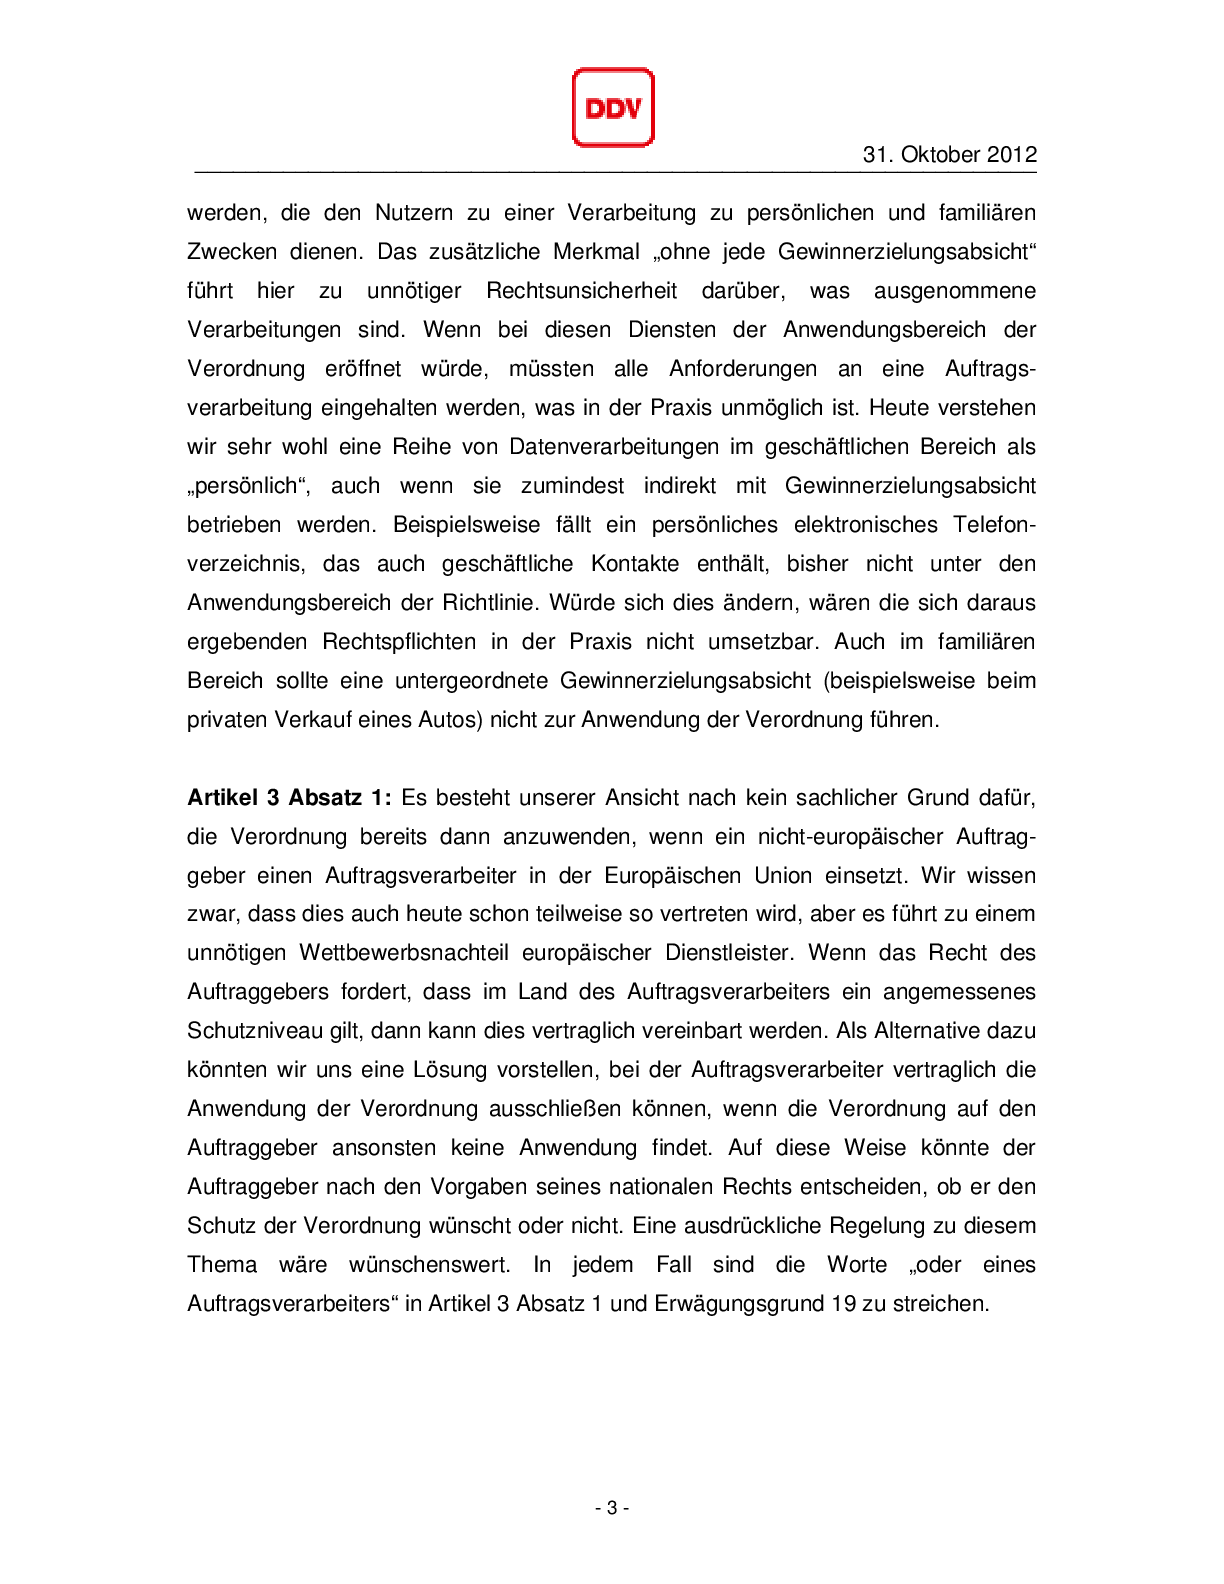 DDV
31. Oktober 2012
werden, die den Nutzern zu einer Verarbeitung zu persönlichen und familiären
Zwecken dienen. Das zusätzliche Merkmal „ohne jede Gewinnerzielungsabsicht“
führt hier zu unnötiger Rechtsunsicherheit darüber, was ausgenommene
Verarbeitungen sind. Wenn bei diesen Diensten der Anwendungsbereich der
Verordnung eröffnet würde, müssten alle Anforderungen an eine Auftrags-
verarbeitung eingehalten werden, was in der Praxis unmöglich ist. Heute verstehen
wir sehr wohl eine Reihe von Datenverarbeitungen im geschäftlichen Bereich als
„persönlich“, auch wenn sie zumindest indirekt mit Gewinnerzielungsabsicht
betrieben werden. Beispielsweise fällt ein persönliches elektronisches Telefon-
verzeichnis, das auch geschäftliche Kontakte enthält, bisher nicht unter den
Anwendungsbereich der Richtlinie. Würde sich dies ändern, wären die sich daraus
ergebenden Rechtspflichten in der Praxis nicht umsetzbar. Auch im familiären
Bereich sollte eine untergeordnete Gewinnerzielungsabsicht (beispielsweise beim
privaten Verkauf eines Autos) nicht zur Anwendung der Verordnung führen.
Artikel 3 Absatz 1: Es besteht unserer Ansicht nach kein sachlicher Grund dafür,
die Verordnung bereits dann anzuwenden, wenn ein nicht-europäischer Auftrag-
geber einen Auftragsverarbeiter in der Europäischen Union einsetzt. Wir wissen
zwar, dass dies auch heute schon teilweise so vertreten wird, aber es führt zu einem
unnötigen Wettbewerbsnachteil europäischer Dienstleister. Wenn das Recht des
Auftraggebers fordert, dass im Land des Auftragsverarbeiters ein angemessenes
Schutzniveau gilt, dann kann dies vertraglich vereinbart werden. Als Alternative dazu
könnten wir uns eine Lösung vorstellen, bei der Auftragsverarbeiter vertraglich die
Anwendung der Verordnung ausschließen können, wenn die Verordnung auf den
Auftraggeber ansonsten keine Anwendung findet. Auf diese Weise könnte der
Auftraggeber nach den Vorgaben seines nationalen Rechts entscheiden, ob er den
Schutz der Verordnung wünscht oder nicht. Eine ausdrückliche Regelung zu diesem
Thema wäre wünschenswert. In jedem Fall sind die Worte „oder eines
Auftragsverarbeiters“ in Artikel 3 Absatz 1 und Erwägungsgrund 19 zu streichen.
- 3 -